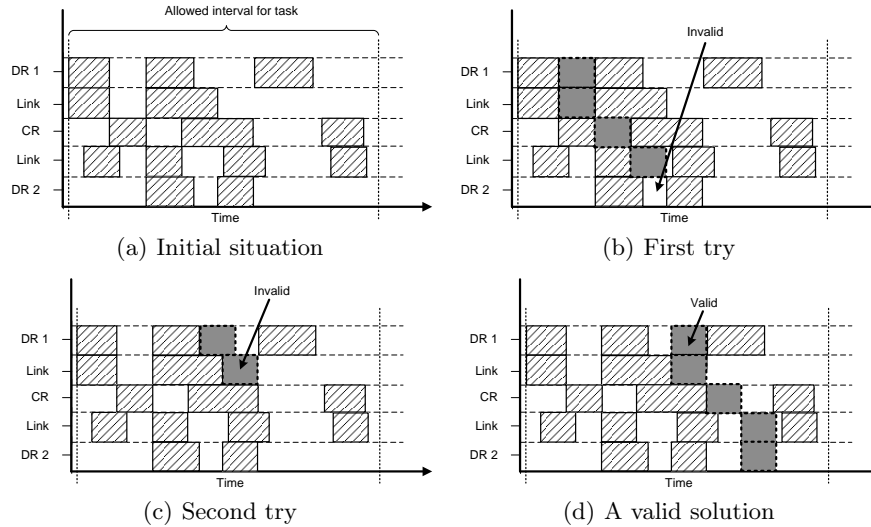 Allowed interval for task
DR 1
Link
CR
Link
DR 2
Time
(a) Initial situation
Invalid
DR 1
Link
CR
Link
DR 2
Time
(b) First try
Invalid
DR 1
Link
CR
Link
DR 2
Time
(c) Second try
Valid
DR 1
Link
CR
Link
DR 2
Time
(d) A valid solution